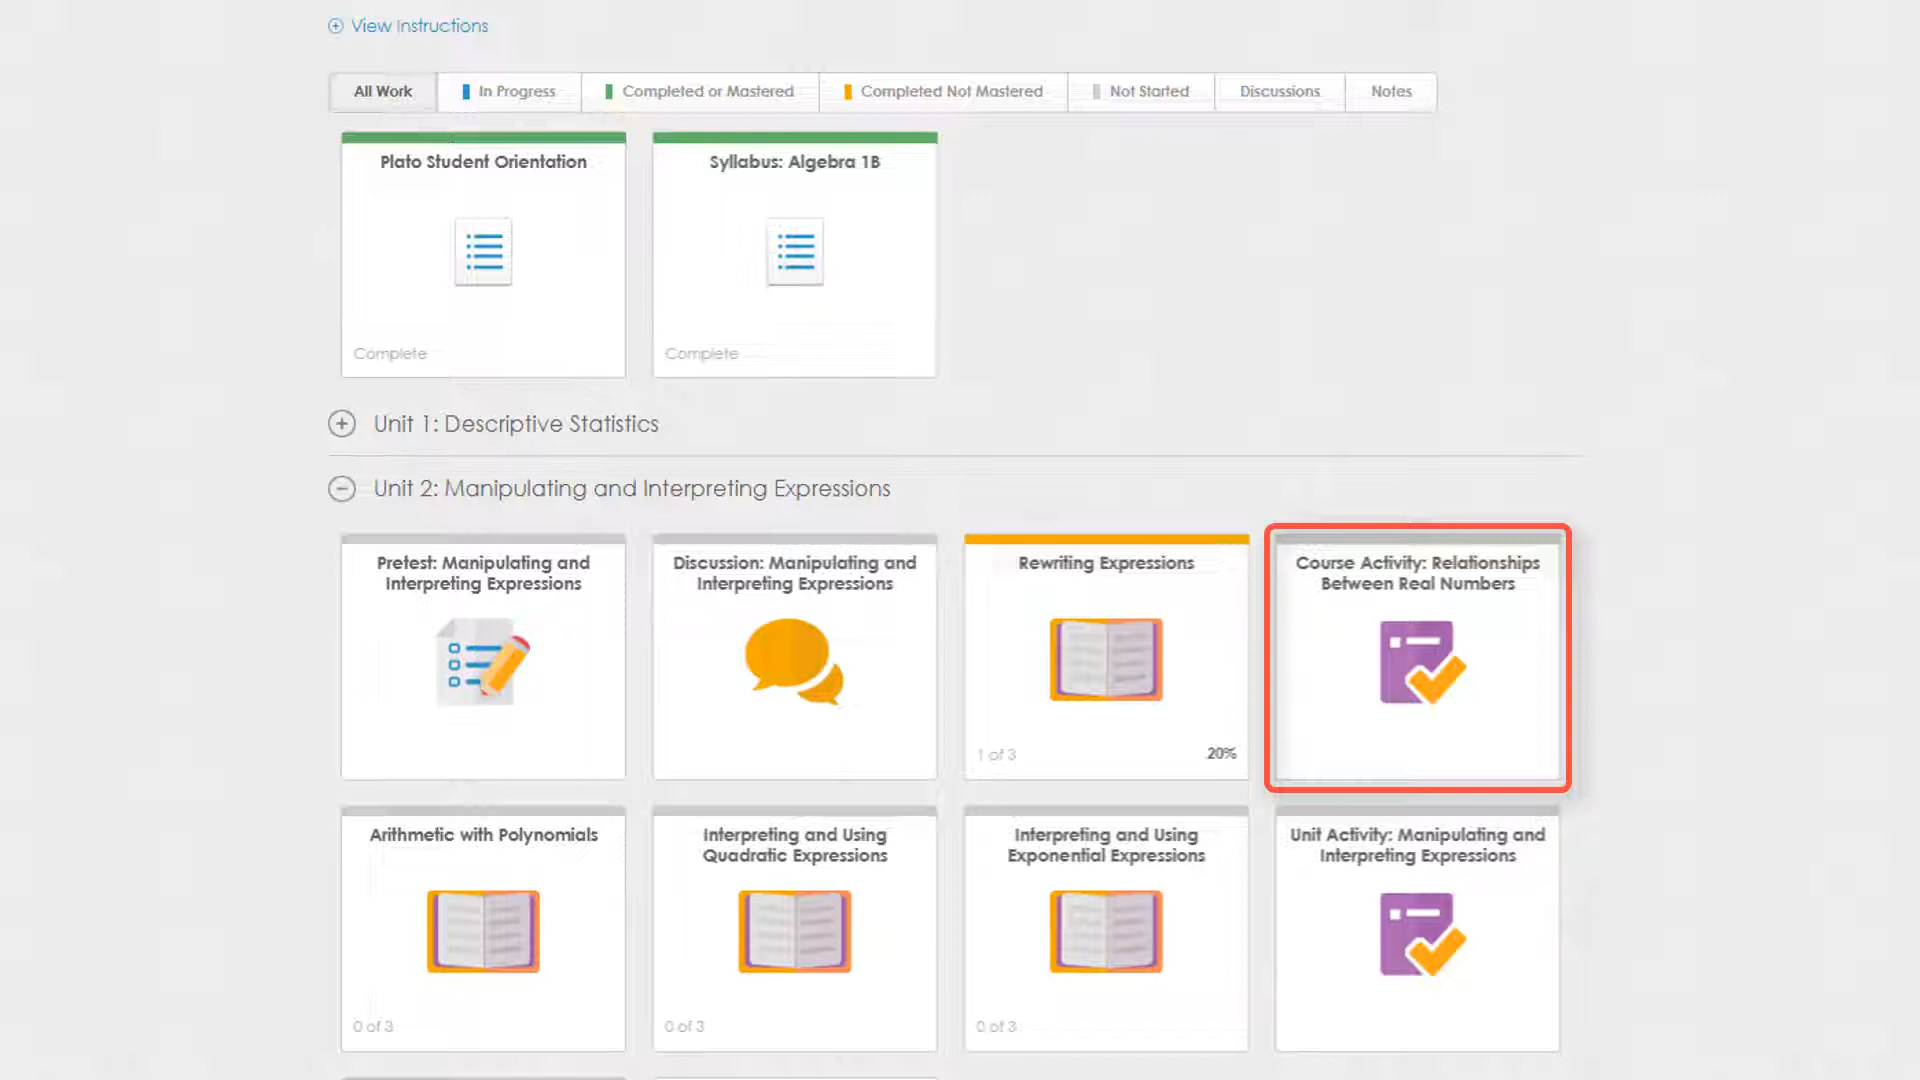 View Instructions
All Work
In Progress
Completed or Mastered
Completed Not Mastered
Not Started
Discussions
Notes
Plato Student Orientation
Complete
Syllabus: Algebra 1B
Complete
Unit 1: Descriptive Statistics
Unit 2: Manipulating and Interpreting Expressions
Pretest: Manipulating and
Interpreting Expressions
Discussion: Manipulating and
Interpreting Expressions
Rewriting Expressions
1 of 3
20%
Course Activity: Relationships
Between Real Numbers
Arithmetic with Polynomials
0 of 3
Interpreting and Using
Quadratic Expressions
0 of 3
Interpreting and Using
Exponential Expressions
0 of 3
Unit Activity: Manipulating and
Interpreting Expressions